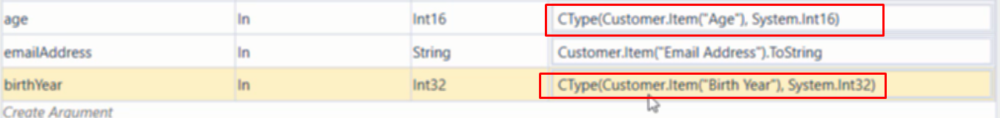 age In Int16 CType(Customer.Item("Age"), System.Int16)
emailAddress In String Customer.Item("Email Address").ToString
birthYear In Int32 CType(Customer.Item("Birth Year"), System.Int32)
Create Argument